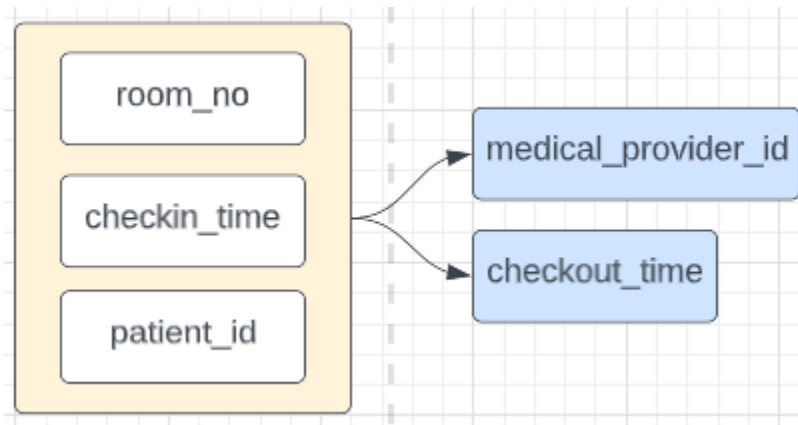 room_no
checkin_time
patient_id
medical_provider_id
checkout_time